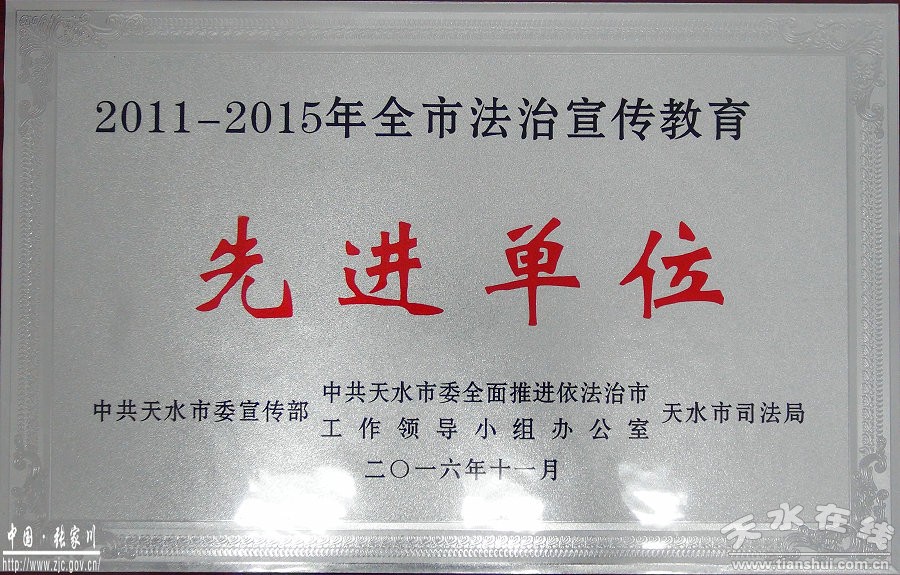 2011-2015年全市法治宣传教育
先进单位
中共天水市委宣传部 中共天水市委全面推进依法治市工作领导小组办公室 天水市司法局
二〇一六年十一月
中国·张家川
http://www.zjc.gov.cn/
天水在线
www.tianshui.com.cn